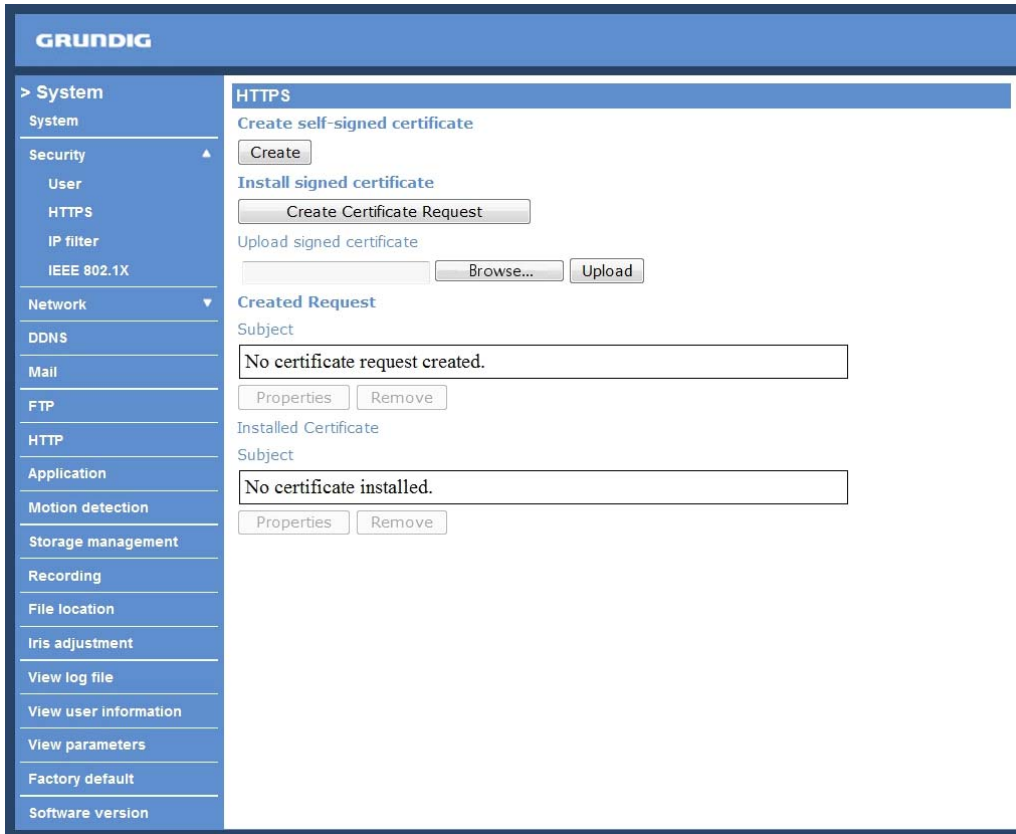 GRUNDIG
> System
System
Security
User
HTTPS
IP filter
IEEE 802.1X
Network
DDNS
Mail
FTP
HTTP
Application
Motion detection
Storage management
Recording
File location
Iris adjustment
View log file
View user information
View parameters
Factory default
Software version
HTTPS
Create self-signed certificate
Create
Install signed certificate
Create Certificate Request
Upload signed certificate
Browse... Upload
Created Request
Subject
No certificate request created.
Properties Remove
Installed Certificate
Subject
No certificate installed.
Properties Remove